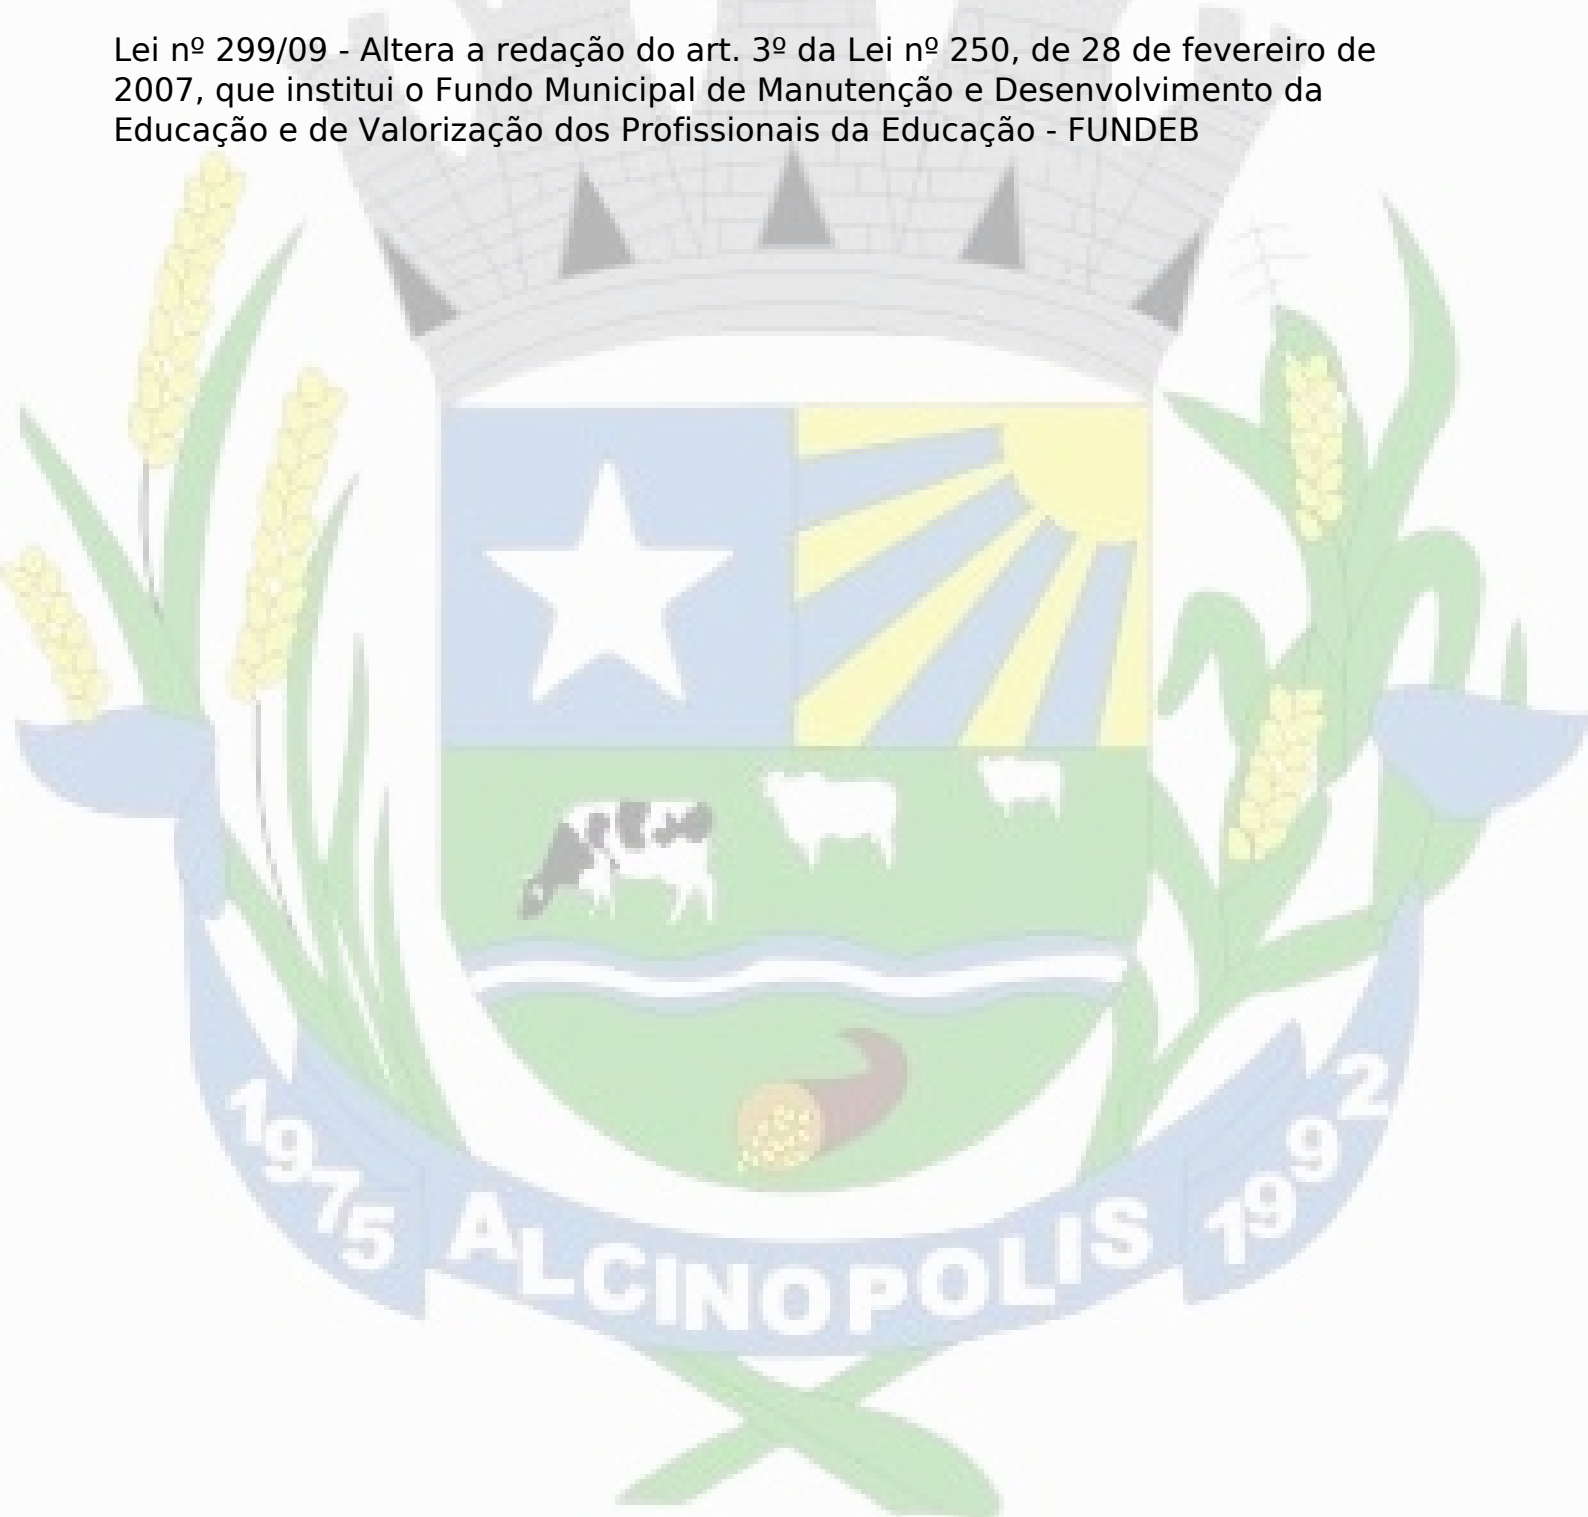 Lei nº 299/09 - Altera a redação do art. 3º da Lei nº 250, de 28 de fevereiro de
2007, que institui o Fundo Municipal de Manutenção e Desenvolvimento da
Educação e de Valorização dos Profissionais da Educação - FUNDEB
1975
ALCINOPOLIS
1992